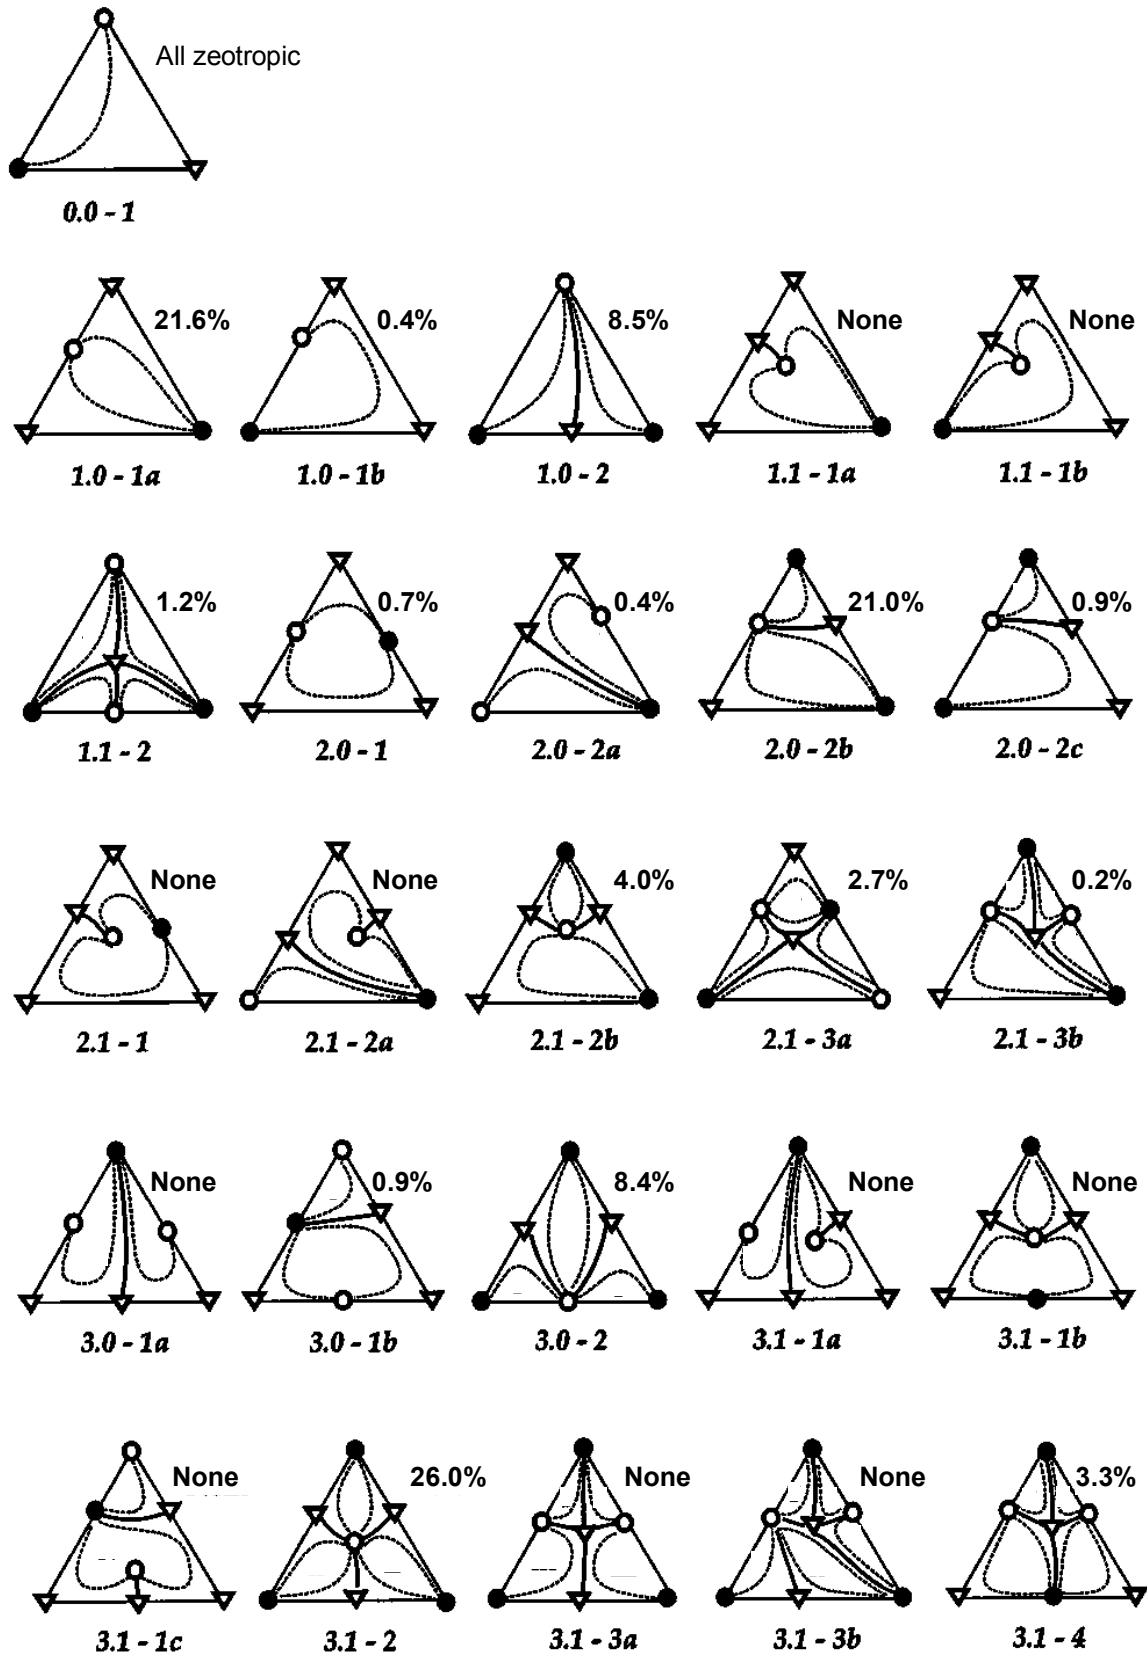 All zeotropic
0.0 - 1
21.6% 0.4% 8.5% None None
1.0 - 1a 1.0 - 1b 1.0 - 2 1.1 - 1a 1.1 - 1b
1.2% 0.7% 0.4% 21.0% 0.9%
1.1 - 2 2.0 - 1 2.0 - 2a 2.0 - 2b 2.0 - 2c
None None 4.0% 2.7% 0.2%
2.1 - 1 2.1 - 2a 2.1 - 2b 2.1 - 3a 2.1 - 3b
None 0.9% 8.4% None None
3.0 - 1a 3.0 - 1b 3.0 - 2 3.1 - 1a 3.1 - 1b
None 26.0% None None 3.3%
3.1 - 1c 3.1 - 2 3.1 - 3a 3.1 - 3b 3.1 - 4